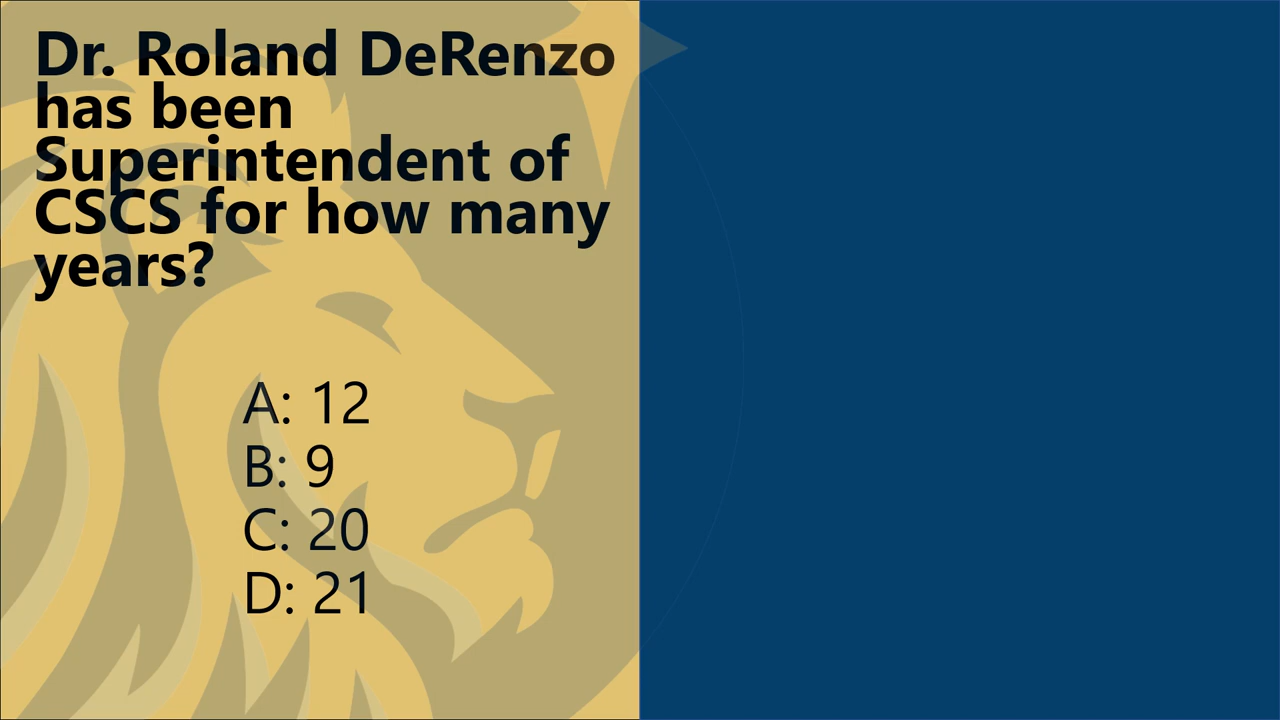 Dr. Roland DeRenzo
has been
Superintendent of
CSCS for how many
years?
A: 12
B: 9
C: 20
D: 21